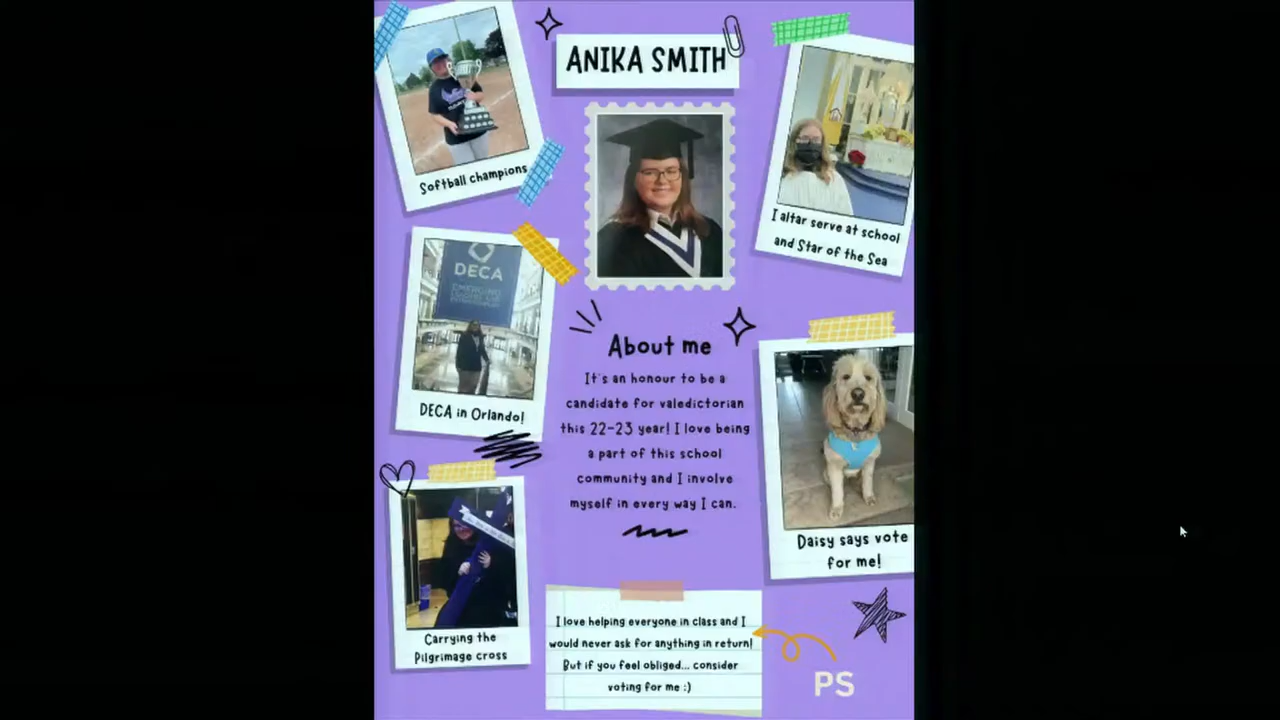 ANIKA SMITH
Softball champions
I altar serve at school
and Star of the Sea
DECA
EMERGING
DECA in Orlando!
About me
It's an honour to be a
candidate for valedictorian
this 22-23 year! I love being
a part of this school
community and I involve
myself in every way I can.
Daisy says vote
for me!
Carrying the
Pilgrimage cross
I love helping everyone in class and I
would never ask for anything in return!
But if you feel obliged... consider
voting for me :)
PS